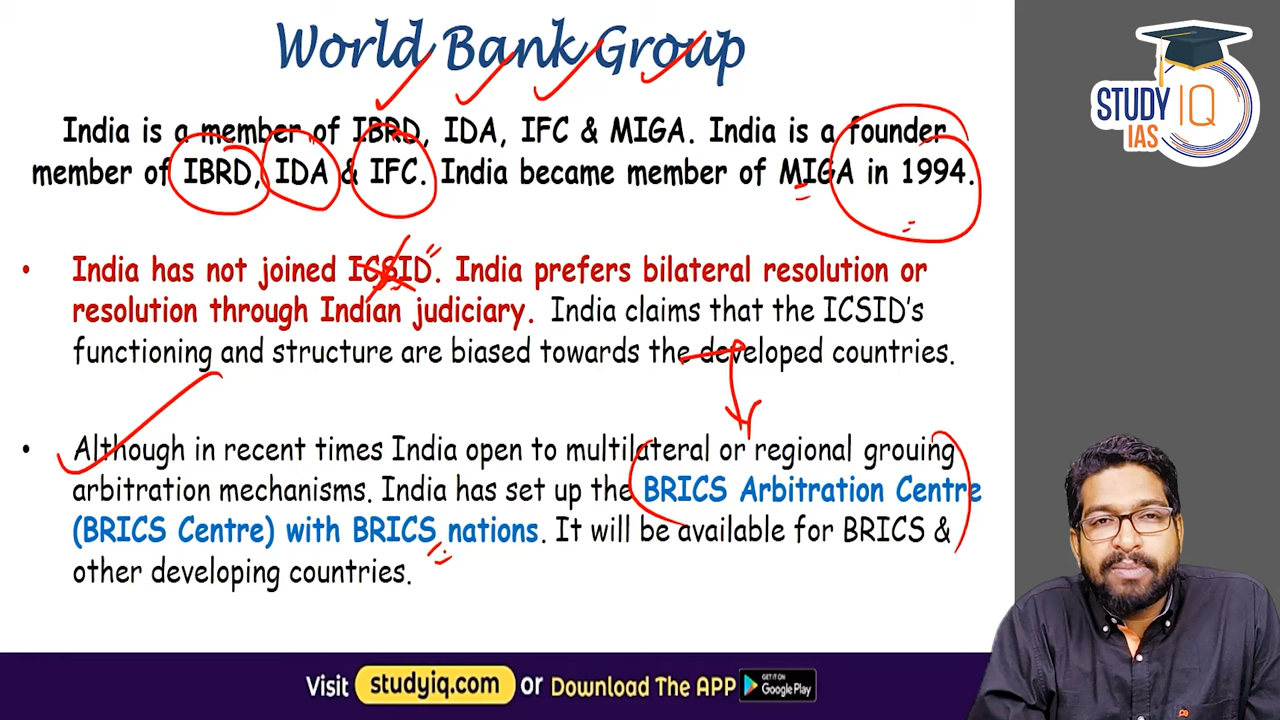 World Bank Group
STUDY IQ
IAS
India is a member of IBRD, IDA, IFC & MIGA. India is a founder
member of IBRD, IDA & IFC. India became member of MIGA in 1994.
• India has not joined ICSID. India prefers bilateral resolution or
resolution through Indian judiciary. India claims that the ICSID's
functioning and structure are biased towards the developed countries.
• Although in recent times India open to multilateral or regional grouing
arbitration mechanisms. India has set up the BRICS Arbitration Centre
(BRICS Centre) with BRICS nations. It will be available for BRICS &
other developing countries.
Visit studyiq.com or Download The APP GET IT ON Google Play